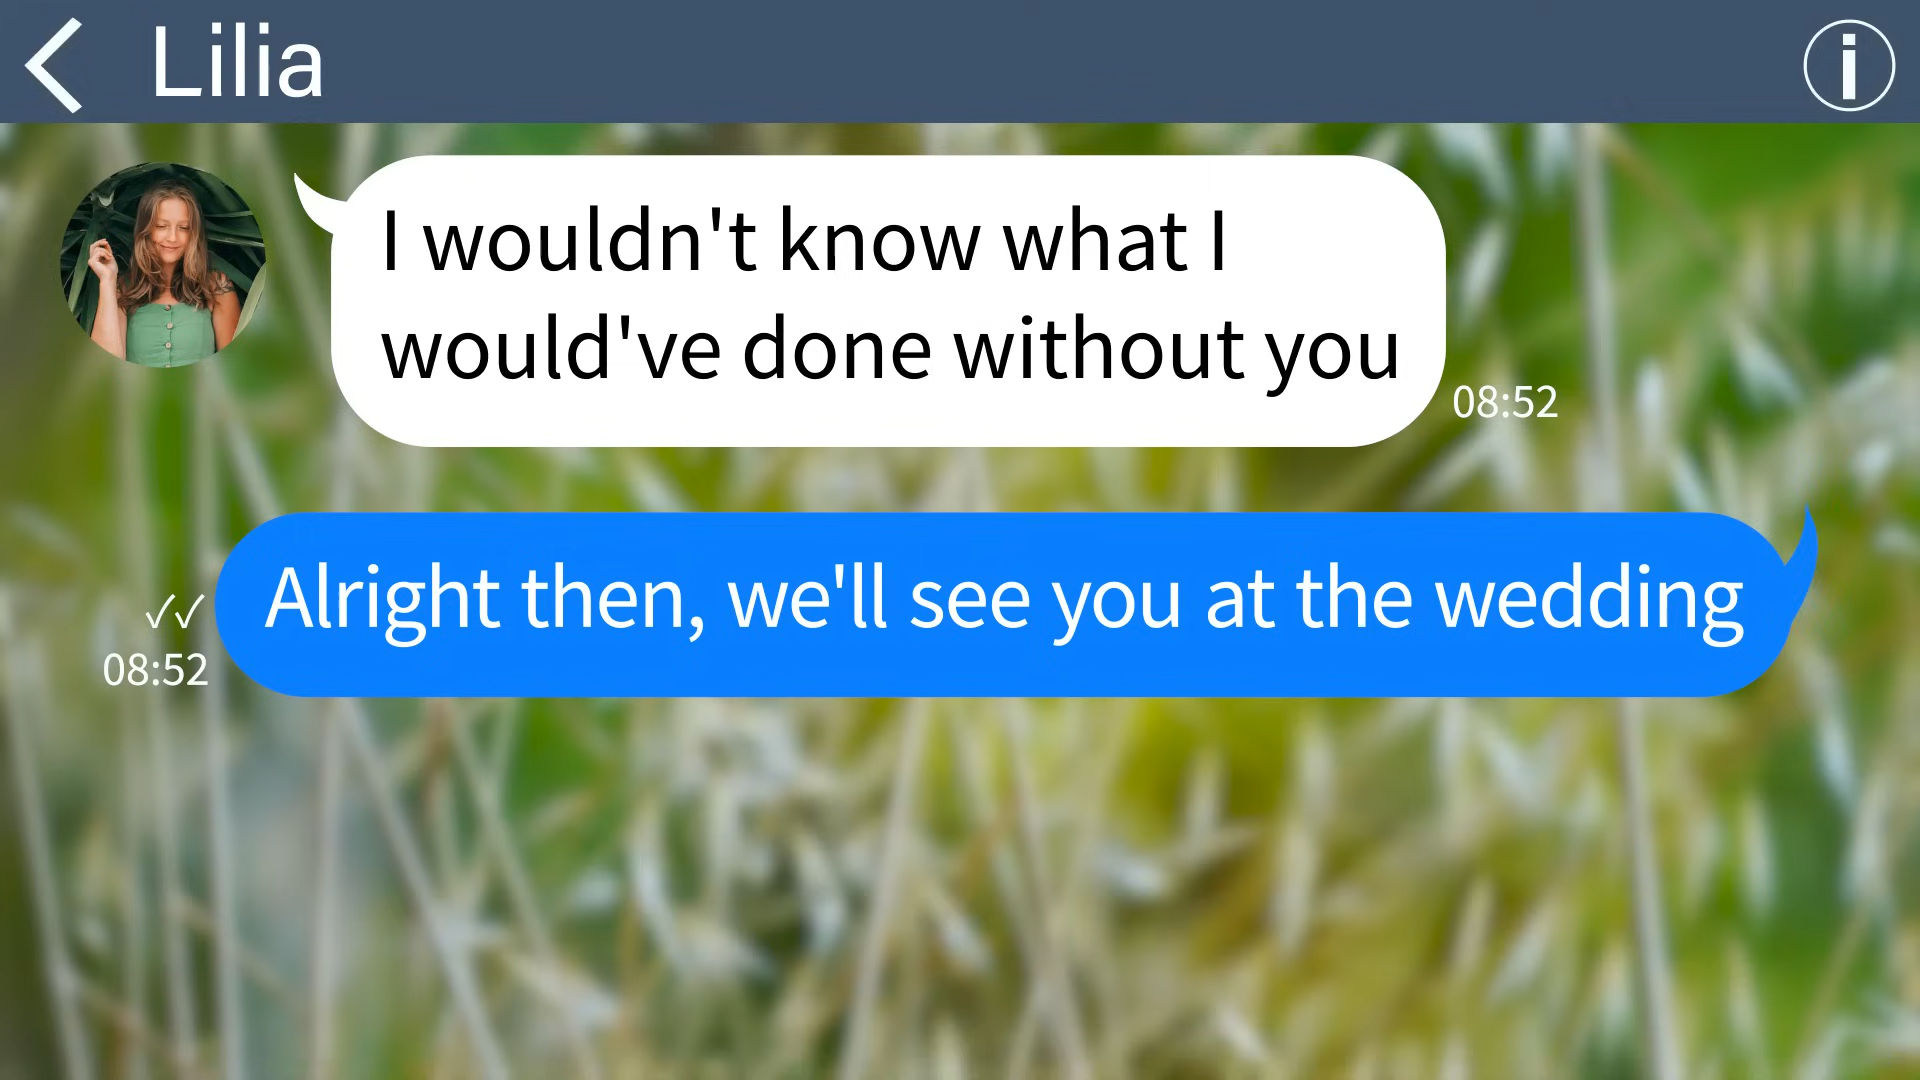 Lilia
I wouldn't know what I
would've done without you
08:52
Alright then, we'll see you at the wedding
✓✓
08:52